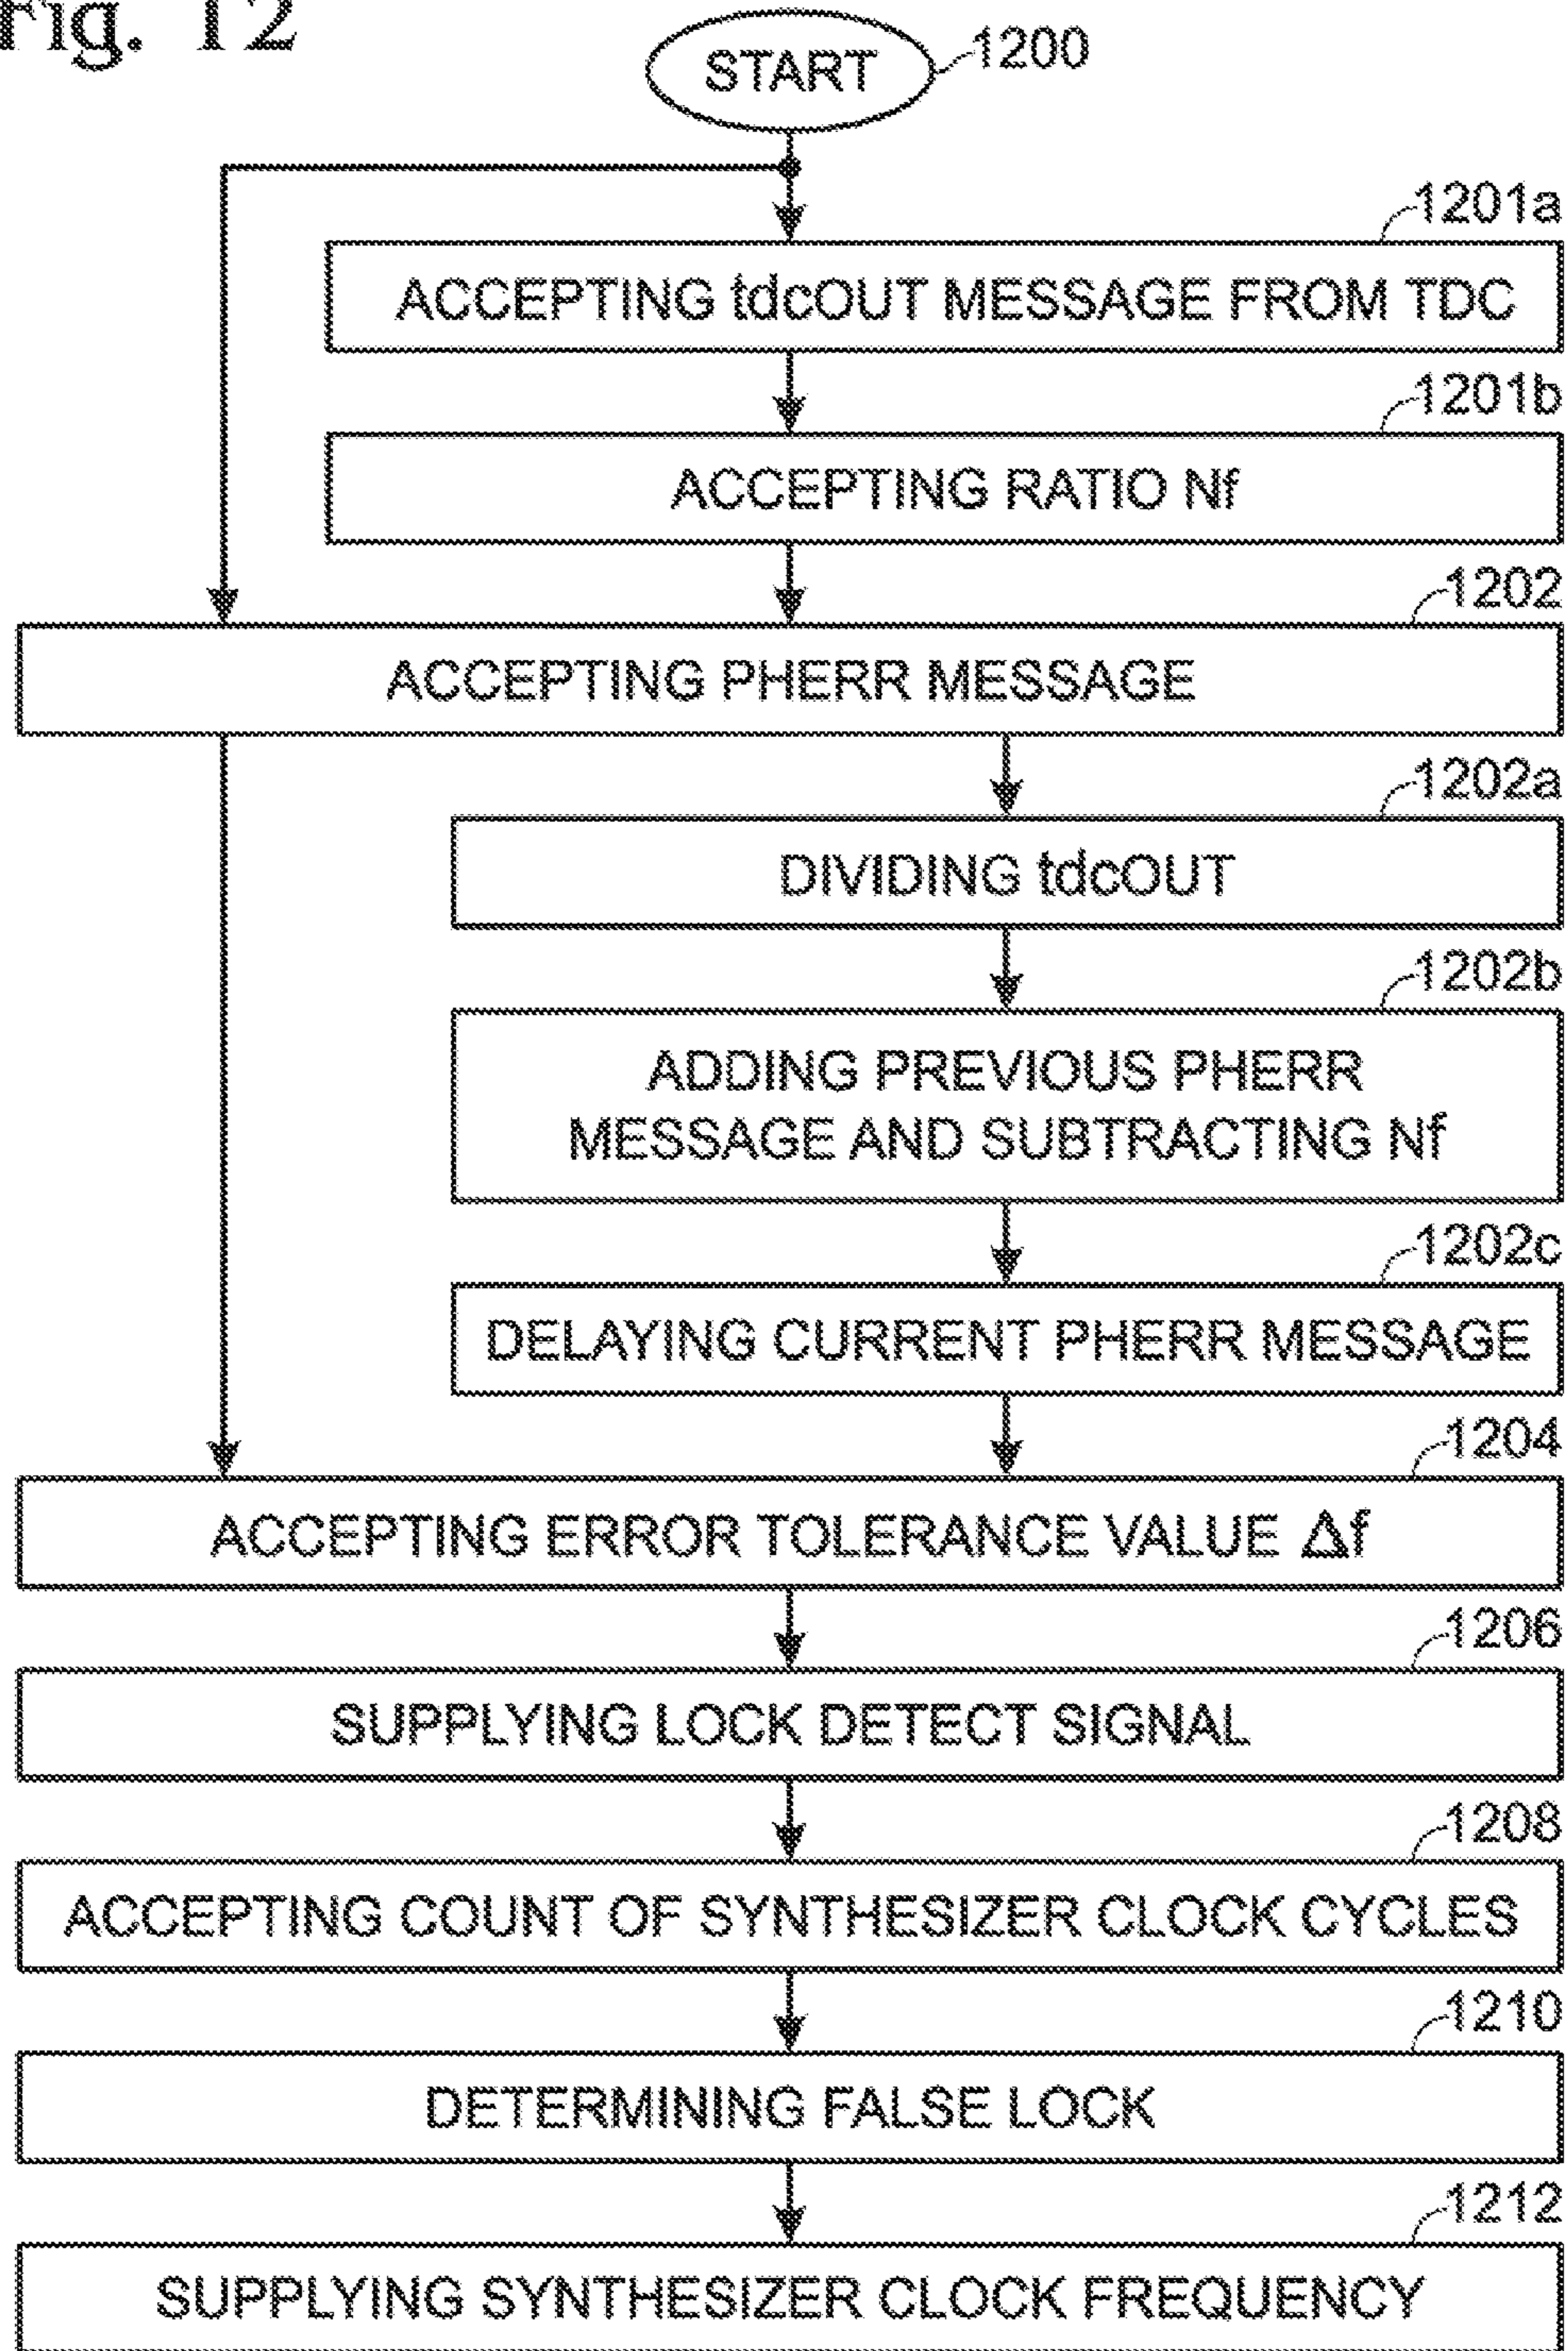 Fig. 12
START
1200
1201a
ACCEPTING tdcOUT MESSAGE FROM TDC
1201b
ACCEPTING RATIO Nf
1202
ACCEPTING PHERR MESSAGE
1202a
DIVIDING tdcOUT
1202b
ADDING PREVIOUS PHERR
MESSAGE AND SUBTRACTING Nf
1202c
DELAYING CURRENT PHERR MESSAGE
1204
ACCEPTING ERROR TOLERANCE VALUE Δf
1206
SUPPLYING LOCK DETECT SIGNAL
1208
ACCEPTING COUNT OF SYNTHESIZER CLOCK CYCLES
1210
DETERMINING FALSE LOCK
1212
SUPPLYING SYNTHESIZER CLOCK FREQUENCY